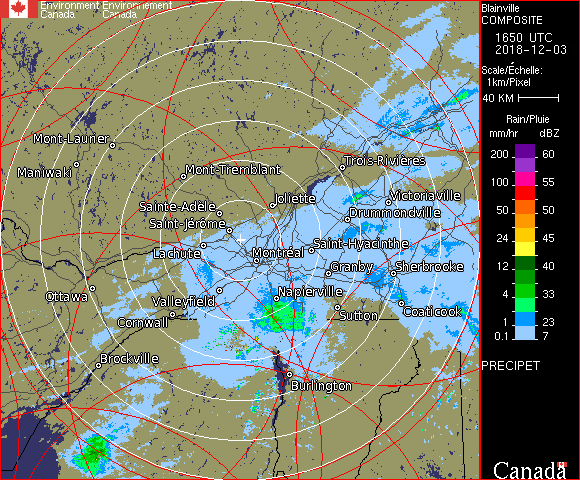 Environment Environnement
Canada Canada
Blainville
COMPOSITE
1650 UTC
2018-12-03
Scale/Échelle:
1km/Pixel
40 KM
Rain/Pluie
mm/hr dBZ
200 60
100 55
50 50
24 45
12 40
4 33
1 23
0.1 7
PRECIPET
Canada
Mont-Laurier
Maniwaki
Mont-Tremblant
Trois-Rivières
Sainte-Adele
Joliette
Victoriaville
Drummondville
Saint-Jérôme
Lachute
Montréal
Saint-Hyacinthe
Granby
Sherbrooke
Ottawa
Valleyfield
Napierville
Cornwall
Sutton
Coaticook
Brockville
Burlington